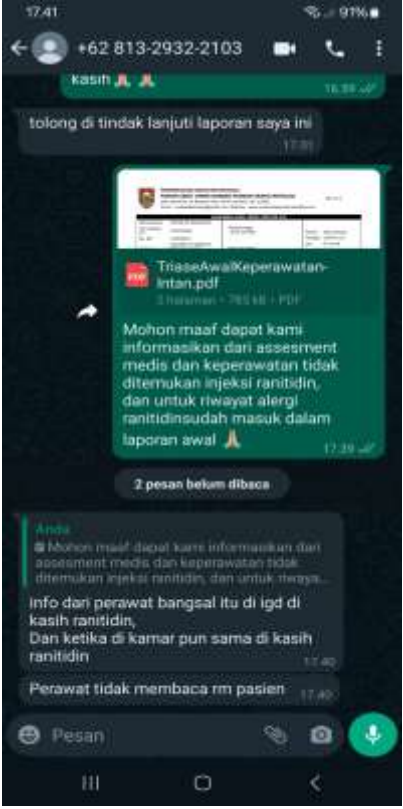 17.41
91%
+62 813-2932-2103
kasih 🙏 🙏
16.39
tolong di tindak lanjuti laporan saya ini
17.00
TriaseAwalKeperawatan-
Intan.pdf
3 halaman • 765 kB • PDF
Mohon maaf dapat kami
informasikan dari assesment
medis dan keperawatan tidak
ditemukan injeksi ranitidin,
dan untuk riwayat alergi
ranitidinsudah masuk dalam
laporan awal 🙏
17.39
2 pesan belum dibaca
Anda
Mohon maaf dapat kami informasikan dari
assesment medis dan keperawatan tidak
ditemukan injeksi ranitidin, dan untuk riwaya...
info dari perawat bangsal itu di igd di
kasih ranitidin,
Dan ketika di kamar pun sama di kasih
ranitidin
17.40
Perawat tidak membaca rm pasien
17.40
Pesan